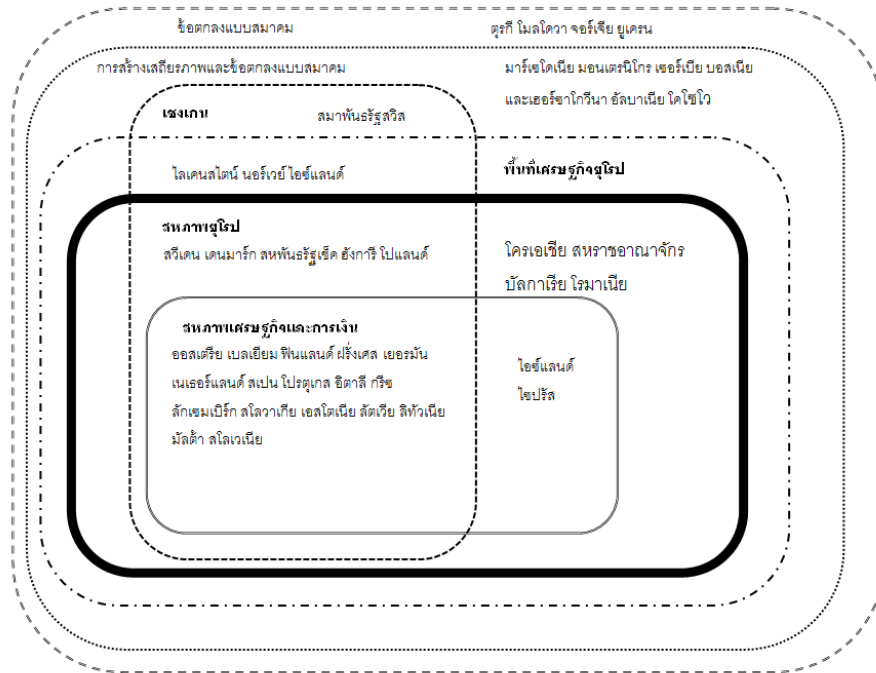 ข้อตกลงแบบสมาคม
ตุรกี โมลโดวา จอร์เจีย ยูเครน
การสร้างเสถียรภาพและข้อตกลงแบบสมาคม
มาร์เซโดเนีย มอนเตรนิโกร เซอร์เบีย บอสเนีย
และเฮอร์ซาโกวีนา อัลบาเนีย โคโซโว
เชงเกน
สมาพันธรัฐสวิส
ไลเคนสไตน์ นอร์เวย์ ไอซ์แลนด์
พื้นที่เศรษฐกิจยุโรป
สหภาพยุโรป
สวีเดน เดนมาร์ก สหพันธรัฐเช็ค ฮังการี โปแลนด์
โครเอเชีย สหราชอาณาจักร
บัลกาเรีย โรมาเนีย
สหภาพเศรษฐกิจและการเงิน
ออสเตรีย เบลเยียม ฟินแลนด์ ฝรั่งเศส เยอรมัน
เนเธอร์แลนด์ สเปน โปรตุเกส อิตาลี กรีซ
ลักเซมเบิร์ก สโลวาเกีย เอสโตเนีย ลัตเวีย ลิทัวเนีย
มัลต้า สโลเวเนีย
ไอซ์แลนด์
ไซปรัส